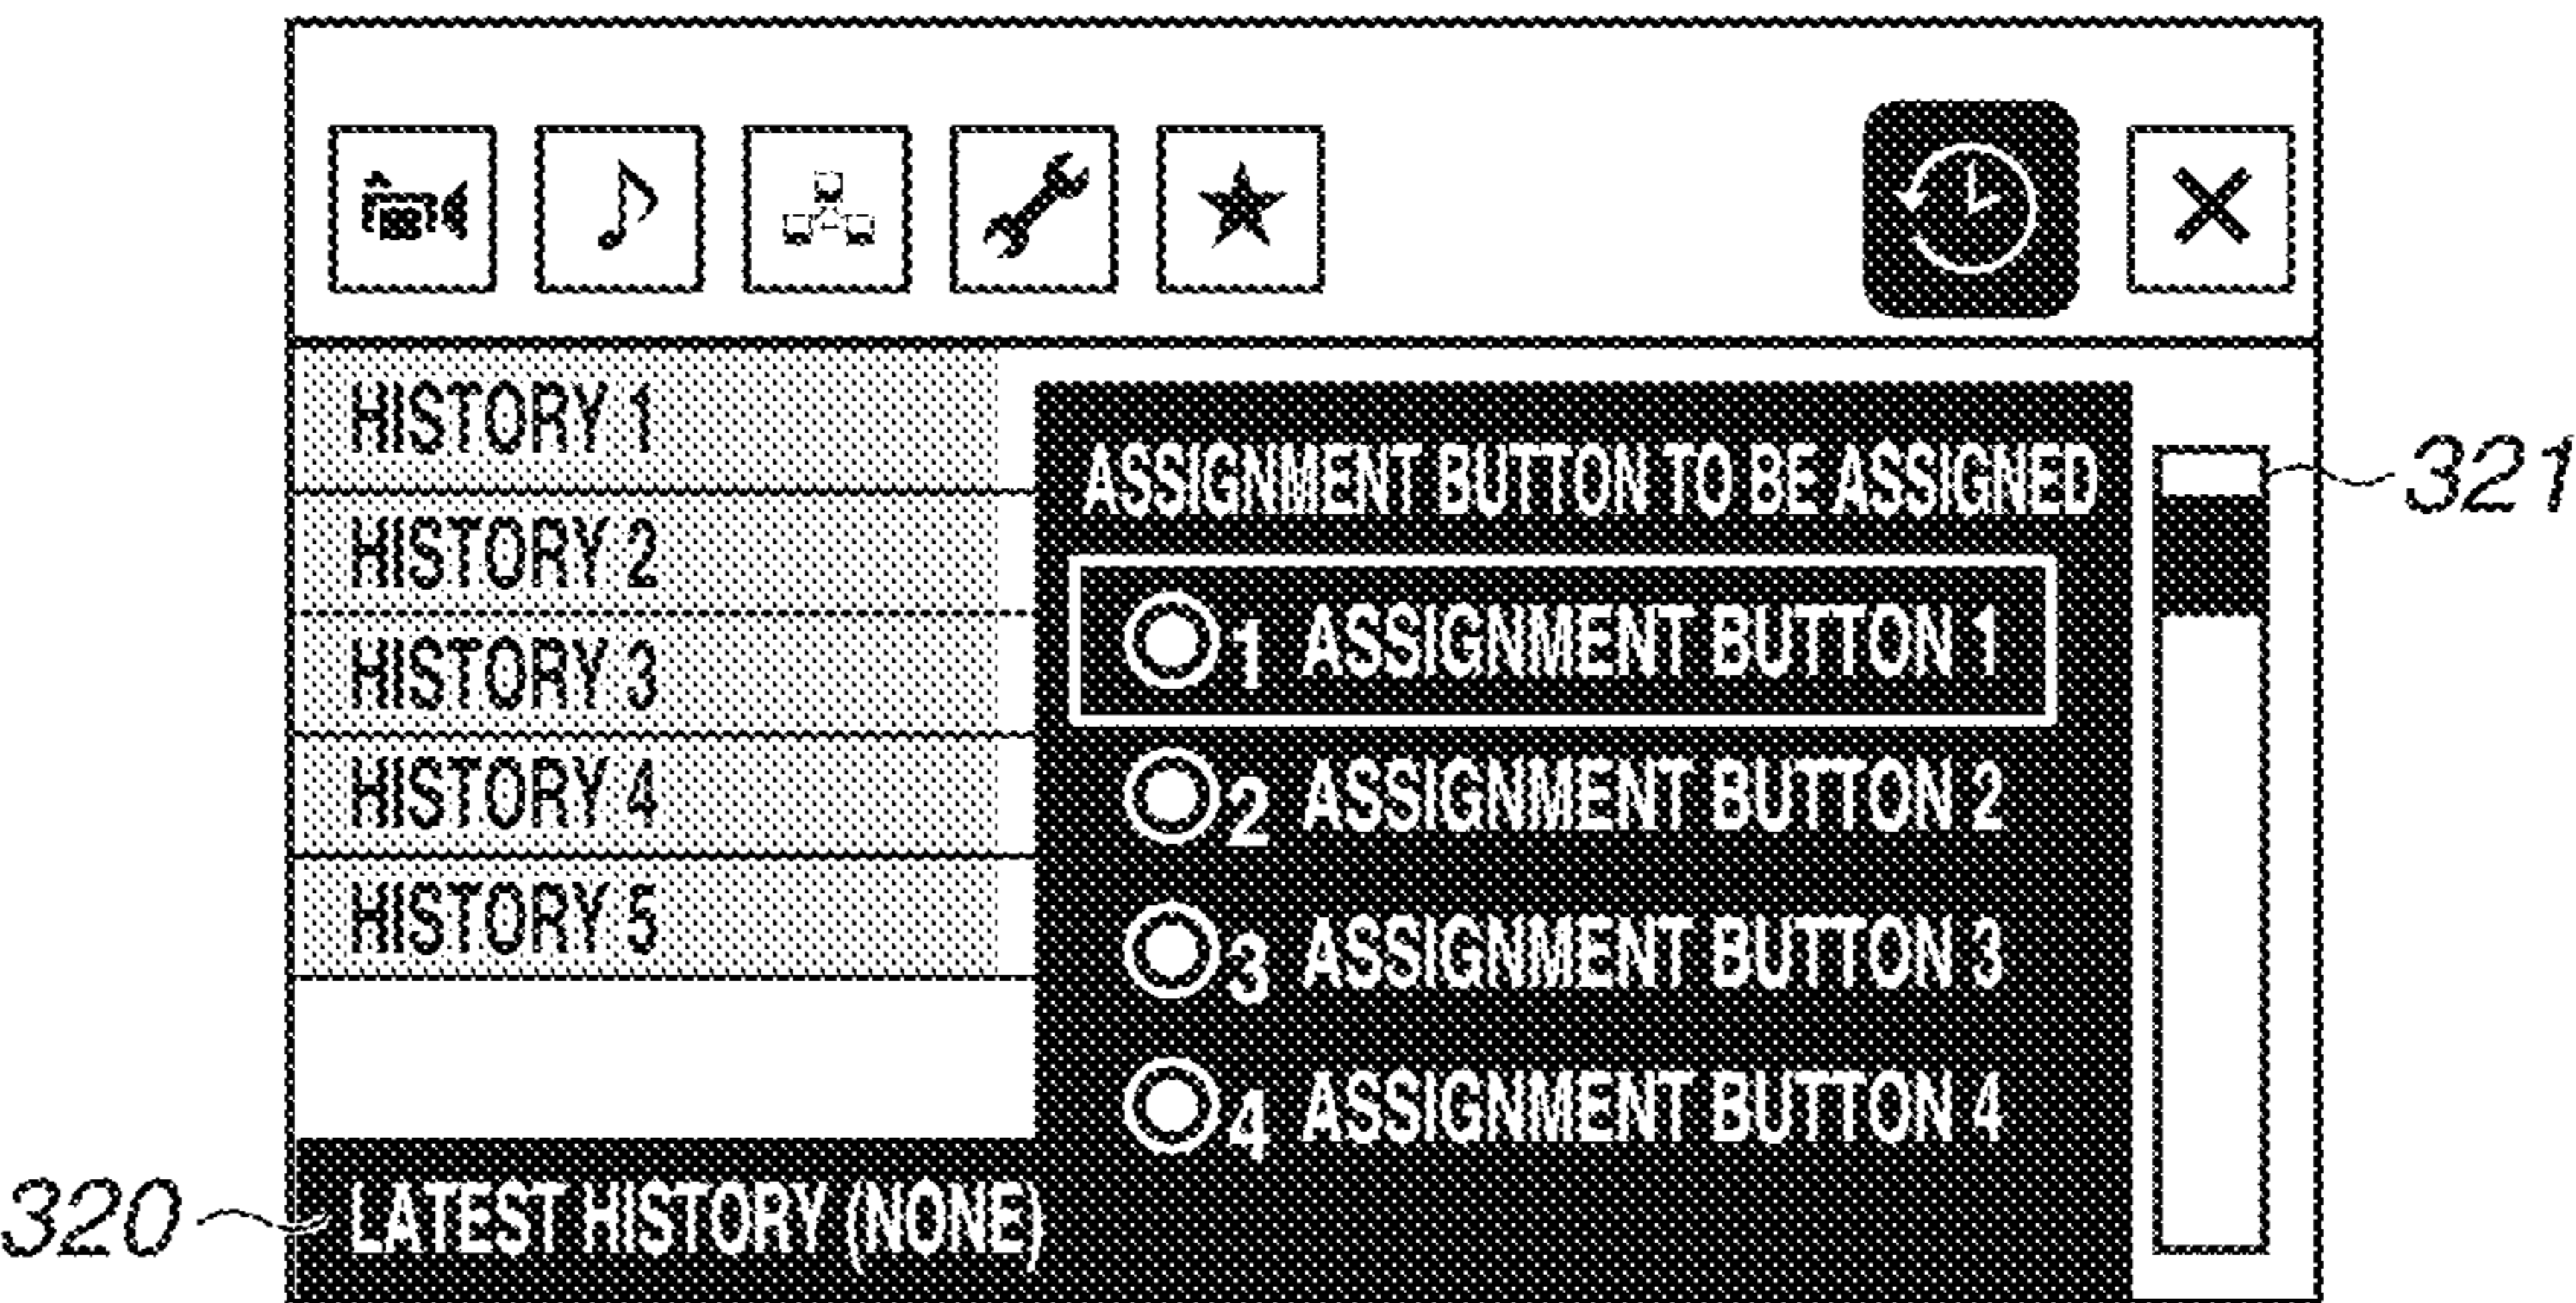 HISTORY 1
HISTORY 2
HISTORY 3
HISTORY 4
HISTORY 5
320
LATEST HISTORY (NONE)
ASSIGNMENT BUTTON TO BE ASSIGNED
1 ASSIGNMENT BUTTON 1
2 ASSIGNMENT BUTTON 2
3 ASSIGNMENT BUTTON 3
4 ASSIGNMENT BUTTON 4
321